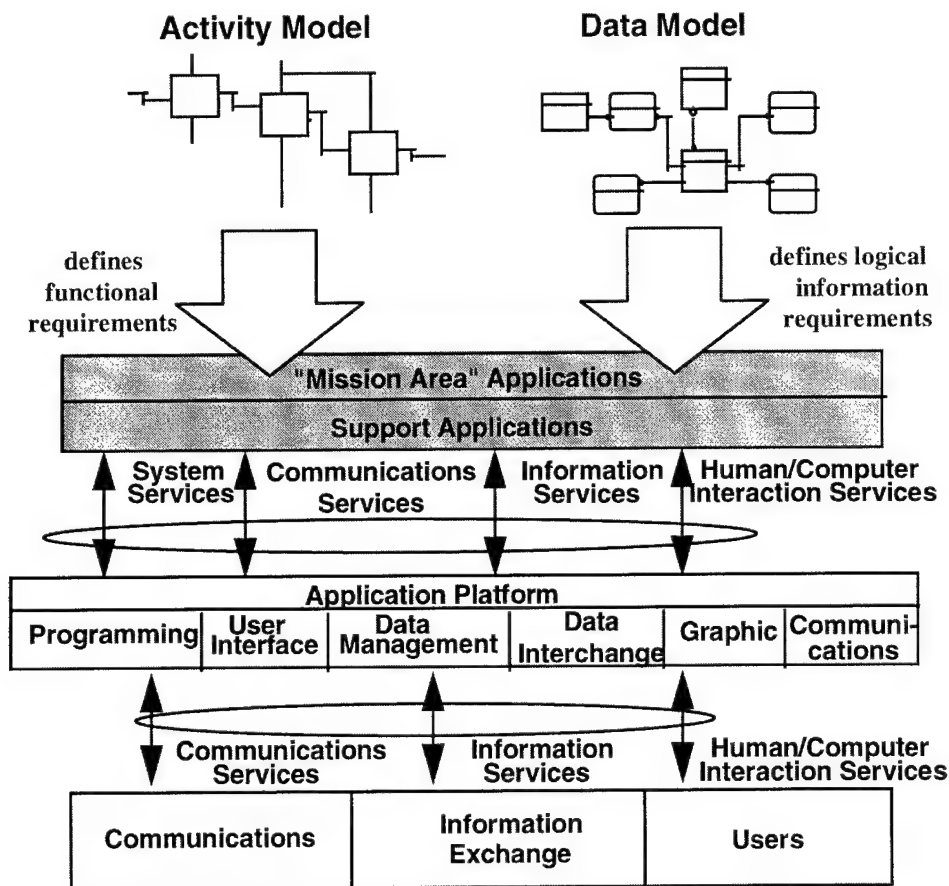 Activity Model
Data Model
defines
functional
requirements
defines logical
information
requirements
"Mission Area" Applications
Support Applications
System
Services
Communications
Services
Information
Services
Human/Computer
Interaction Services
Application Platform
Programming
User
Interface
Data
Management
Data
Interchange
Graphic
Communi-
cations
Communications
Services
Information
Services
Human/Computer
Interaction Services
Communications
Information
Exchange
Users